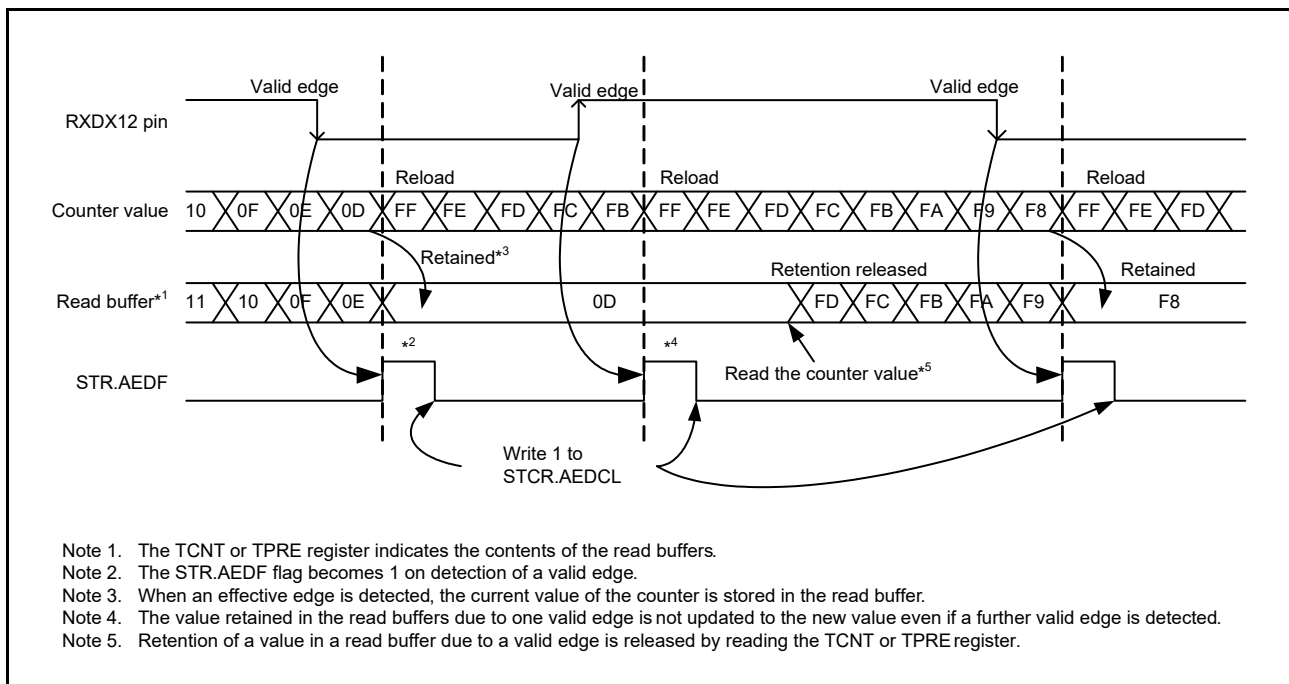 Valid edge Valid edge Valid edge
RXDX12 pin
Reload Reload Reload
Counter value 10 0F 0E 0D FF FE FD FC FB FF FE FD FC FB FA F9 F8 FF FE FD
Retained*3 Retention released Retained
Read buffer*1 11 10 0F 0E 0D FD FC FB FA F9 F8
*2 *4
STR.AEDF Read the counter value*5
Write 1 to
STCR.AEDCL
Note 1. The TCNT or TPRE register indicates the contents of the read buffers.
Note 2. The STR.AEDF flag becomes 1 on detection of a valid edge.
Note 3. When an effective edge is detected, the current value of the counter is stored in the read buffer.
Note 4. The value retained in the read buffers due to one valid edge is not updated to the new value even if a further valid edge is detected.
Note 5. Retention of a value in a read buffer due to a valid edge is released by reading the TCNT or TPRE register.